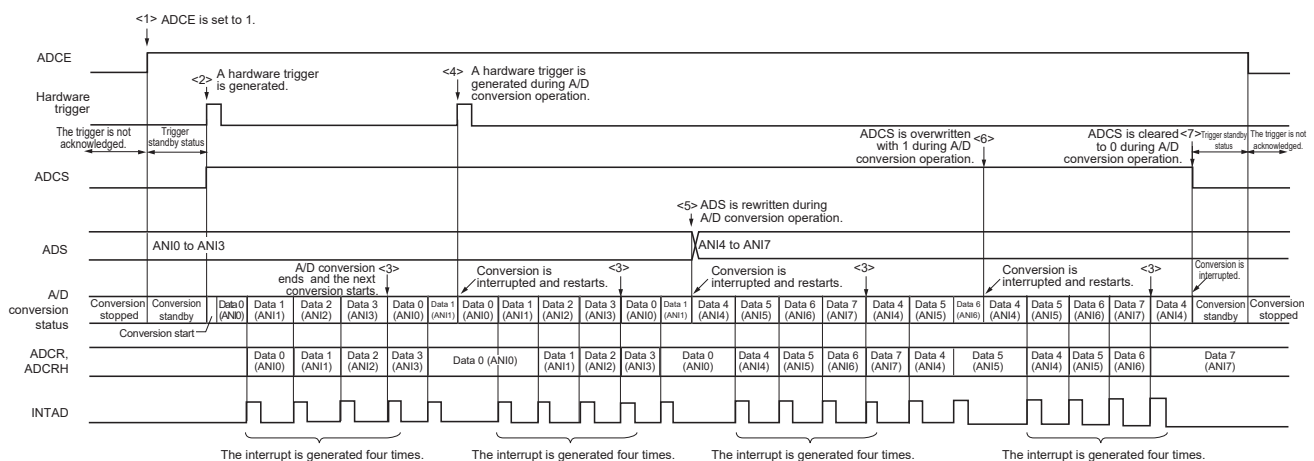 <1> ADCE is set to 1.
ADCE
<2> A hardware trigger
is generated.
<4> A hardware trigger is
generated during A/D
conversion operation.
Hardware
trigger
The trigger is not
acknowledged.
Trigger
standby status
ADCS is overwritten
with 1 during A/D
conversion operation.
<6>
ADCS is cleared
to 0 during A/D
conversion operation.
<7>
Trigger standby
status
The trigger is not
acknowledged.
ADCS
<5> ADS is rewritten during
A/D conversion operation.
ADS
ANI0 to ANI3
ANI4 to ANI7
A/D conversion
ends and the next
conversion starts.
<3>
Conversion is
interrupted and restarts.
<3>
Conversion is
interrupted and restarts.
<3>
Conversion is
interrupted and restarts.
<3>
Conversion is
interrupted.
A/D
conversion
status
Conversion
stopped
Conversion
standby
Conversion start
Data 0
(ANI0)
Data 1
(ANI1)
Data 2
(ANI2)
Data 3
(ANI3)
Data 0
(ANI0)
Data 1
(ANI1)
Data 0
(ANI0)
Data 1
(ANI1)
Data 2
(ANI2)
Data 3
(ANI3)
Data 0
(ANI0)
Data 1
(ANI1)
Data 4
(ANI4)
Data 5
(ANI5)
Data 6
(ANI6)
Data 7
(ANI7)
Data 4
(ANI4)
Data 5
(ANI5)
Data 6
(ANI6)
Data 4
(ANI4)
Data 5
(ANI5)
Data 6
(ANI6)
Data 7
(ANI7)
Data 4
(ANI4)
Conversion
standby
Conversion
stopped
ADCR,
ADCRH
Data 0
(ANI0)
Data 1
(ANI1)
Data 2
(ANI2)
Data 3
(ANI3)
Data 0 (ANI0)
Data 1
(ANI1)
Data 2
(ANI2)
Data 3
(ANI3)
Data 0
(ANI0)
Data 4
(ANI4)
Data 5
(ANI5)
Data 6
(ANI6)
Data 7
(ANI7)
Data 4
(ANI4)
Data 5
(ANI5)
Data 4
(ANI4)
Data 5
(ANI5)
Data 6
(ANI6)
Data 7
(ANI7)
INTAD
The interrupt is generated four times.
The interrupt is generated four times.
The interrupt is generated four times.
The interrupt is generated four times.